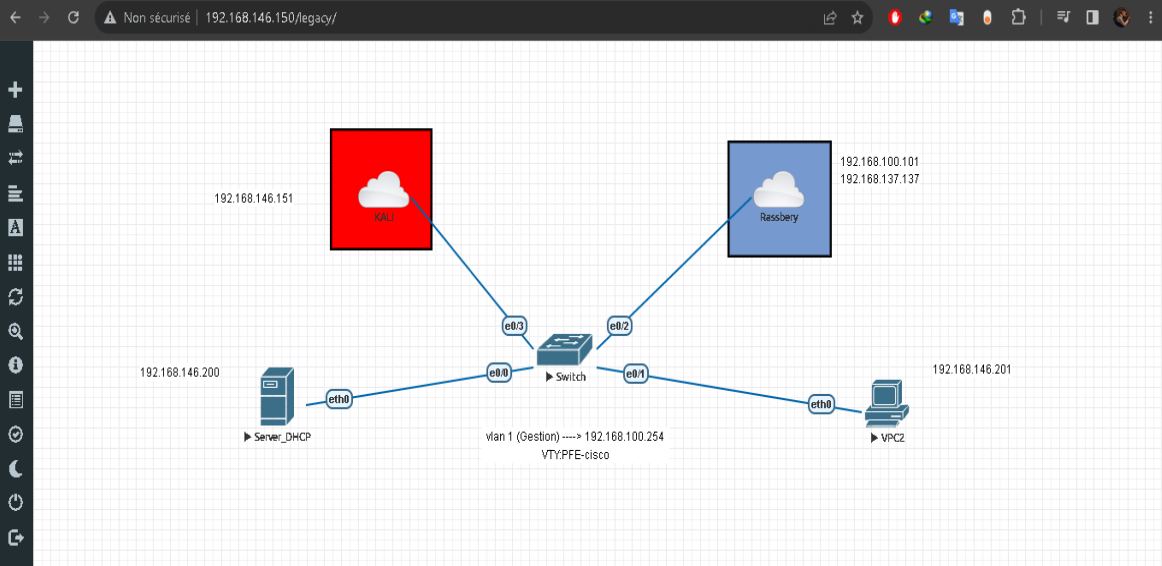 Non sécurisé 192.168.146.150/legacy/
192.168.146.151
KALI
Rassbery
192.168.100.101
192.168.137.137
e0/3
e0/2
Switch
192.168.146.200
192.168.146.201
e0/0
e0/1
eth0
eth0
Server_DHCP
VPC2
vlan 1 (Gestion) ----> 192.168.100.254
VTY:PFE-cisco